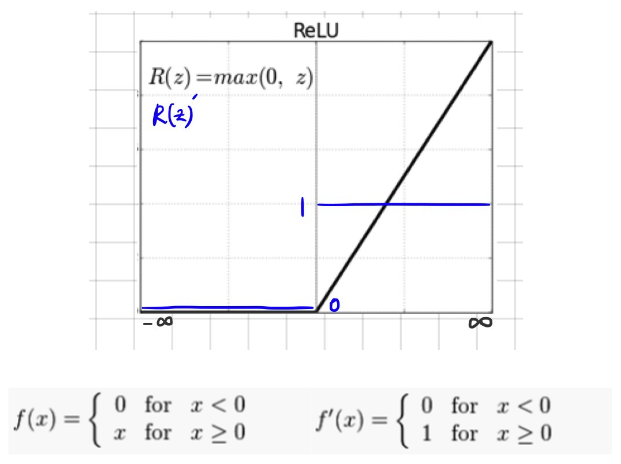 ReLU
R(z)=max(0, z)
R(z)′
1
0
-∞
∞
f(x) = { 0 for x < 0
x for x ≥ 0
f′(x) = { 0 for x < 0
1 for x ≥ 0